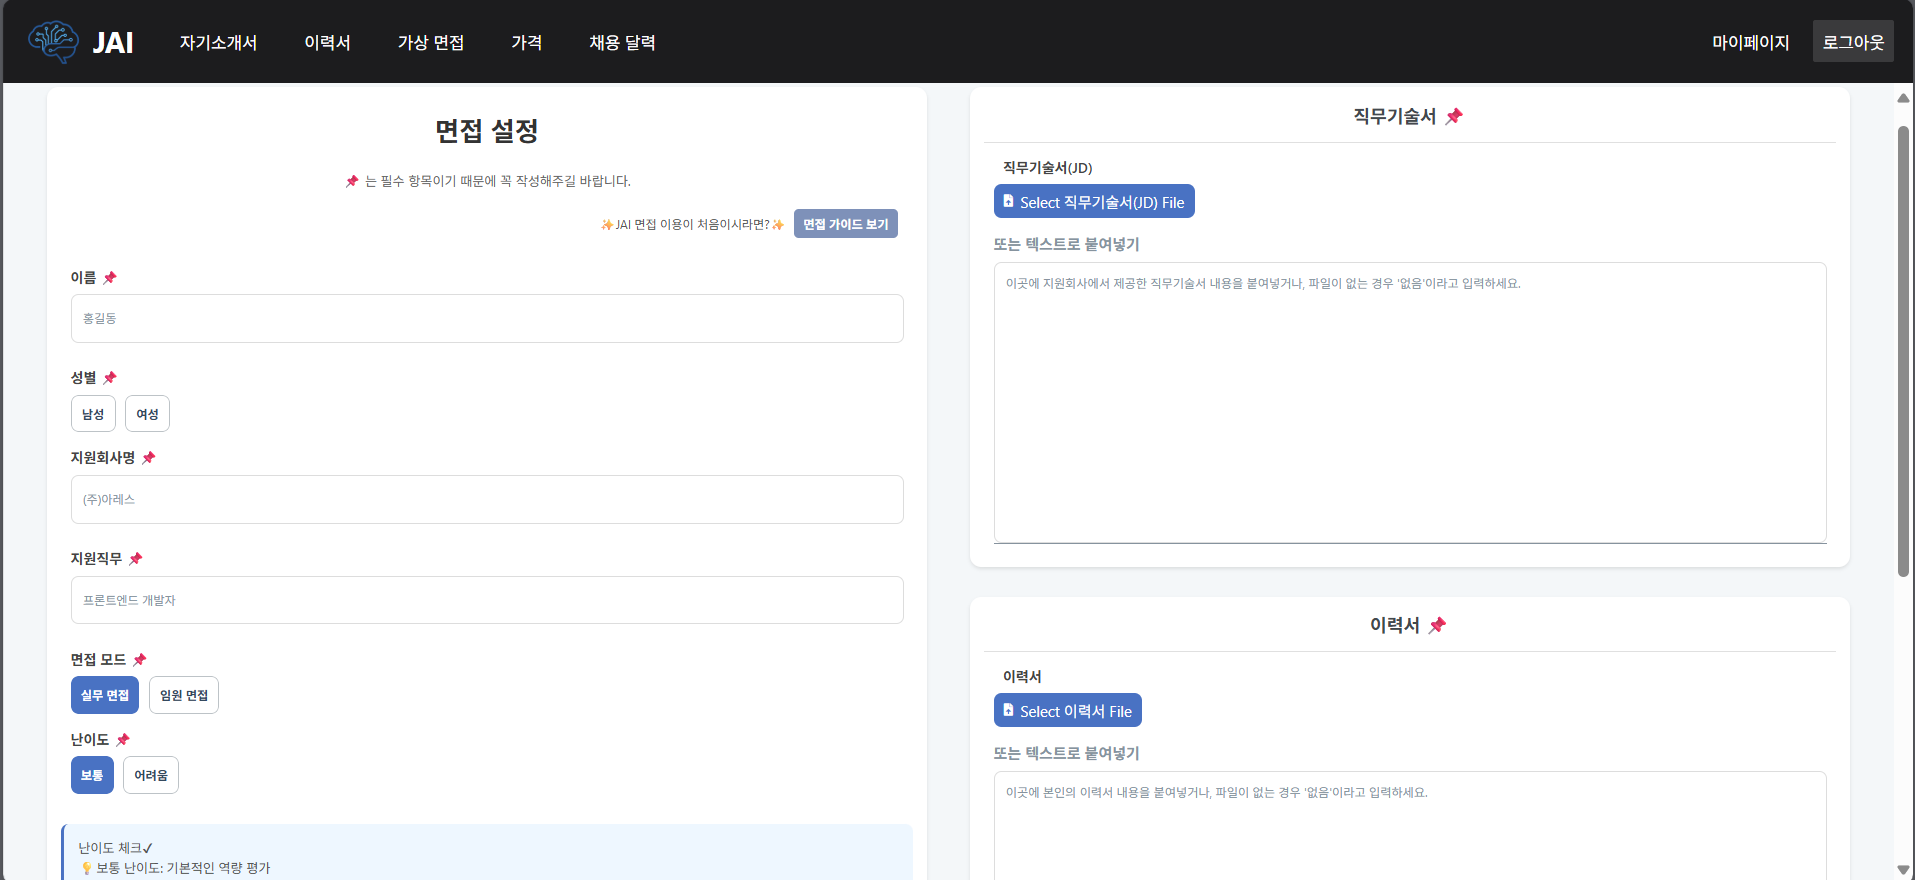 JAI
자기소개서
이력서
가상 면접
가격
채용 달력
마이페이지
로그아웃
면접 설정
는 필수 항목이기 때문에 꼭 작성해주길 바랍니다.
✨JAI 면접 이용이 처음이시라면?✨
면접 가이드 보기
이름
홍길동
성별
남성
여성
지원회사명
(주)아레스
지원직무
프론트엔드 개발자
면접 모드
실무 면접
임원 면접
난이도
보통
어려움
난이도 체크✓
💡 보통 난이도: 기본적인 역량 평가
직무기술서
직무기술서(JD)
Select 직무기술서(JD) File
또는 텍스트로 붙여넣기
이곳에 지원회사에서 제공한 직무기술서 내용을 붙여넣거나, 파일이 없는 경우 '없음'이라고 입력하세요.
이력서
이력서
Select 이력서 File
또는 텍스트로 붙여넣기
이곳에 본인의 이력서 내용을 붙여넣거나, 파일이 없는 경우 '없음'이라고 입력하세요.